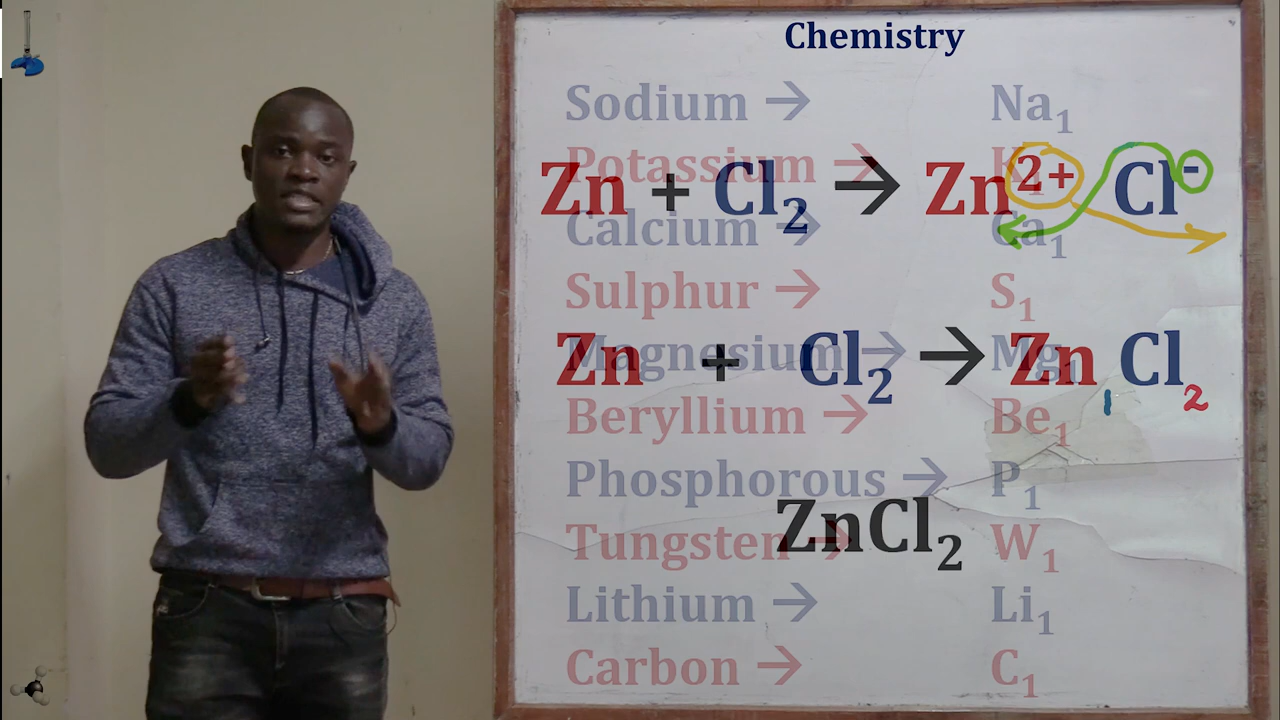 Chemistry
Sodium → Na₁
Potassium → K
Zn + Cl₂ → Zn²⁺ Cl⁻
Calcium → Ca₁
Sulphur → S₁
Magnesium → Mg₁
Zn + Cl₂ → Zn₁ Cl₂
Beryllium → Be₁
Phosphorous → P₁
ZnCl₂
Tungsten → W₁
Lithium → Li₁
Carbon → C₁